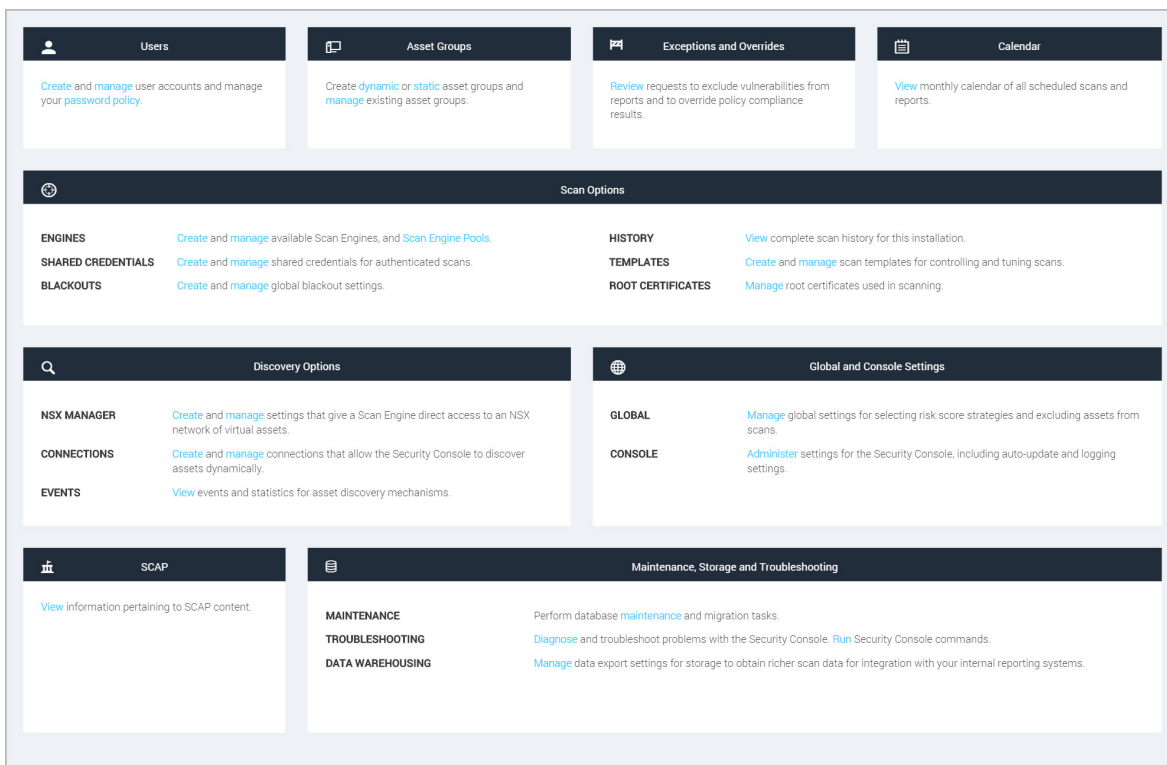 Users
Create and manage user accounts and manage
your password policy.
Asset Groups
Create dynamic or static asset groups and
manage existing asset groups.
Exceptions and Overrides
Review requests to exclude vulnerabilities from
reports and to override policy compliance
results.
Calendar
View monthly calendar of all scheduled scans and
reports.
Scan Options
ENGINES Create and manage available Scan Engines, and Scan Engine Pools.
SHARED CREDENTIALS Create and manage shared credentials for authenticated scans.
BLACKOUTS Create and manage global blackout settings.
HISTORY View complete scan history for this installation.
TEMPLATES Create and manage scan templates for controlling and tuning scans.
ROOT CERTIFICATES Manage root certificates used in scanning.
Discovery Options
NSX MANAGER Create and manage settings that give a Scan Engine direct access to an NSX
network of virtual assets.
CONNECTIONS Create and manage connections that allow the Security Console to discover
assets dynamically.
EVENTS View events and statistics for asset discovery mechanisms.
Global and Console Settings
GLOBAL Manage global settings for selecting risk score strategies and excluding assets from
scans.
CONSOLE Administer settings for the Security Console, including auto-update and logging
settings.
SCAP
View information pertaining to SCAP content.
Maintenance, Storage and Troubleshooting
MAINTENANCE Perform database maintenance and migration tasks.
TROUBLESHOOTING Diagnose and troubleshoot problems with the Security Console. Run Security Console commands.
DATA WAREHOUSING Manage data export settings for storage to obtain richer scan data for integration with your internal reporting systems.